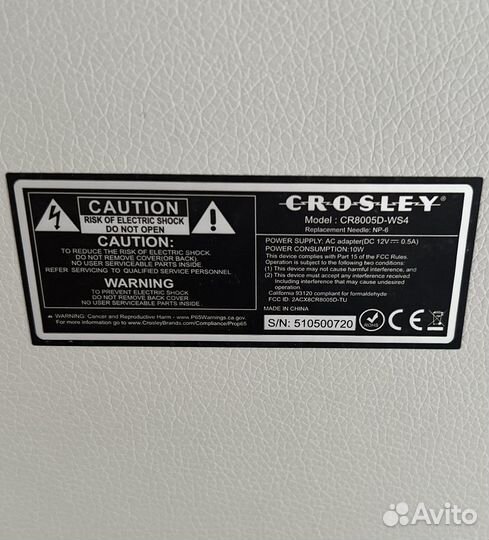 CAUTION
RISK OF ELECTRIC SHOCK
DO NOT OPEN
CAUTION:
TO REDUCE THE RISK OF ELECTRIC SHOCK,
DO NOT REMOVE COVER(OR BACK).
NO USER SERVICEABLE PARTS INSIDE.
REFER SERVICING TO QUALIFIED SERVICE PERSONNEL
WARNING
TO PREVENT ELECTRIC SHOCK
DO NOT REMOVE BACK COVER
NO USER SERVICEABLE PARTS INSIDE.
WARNING: Cancer and Reproductive Harm - www.P65Warnings.ca.gov.
For more information go to www.CrosleyBrands.com/Compliance/Prop65
CROSLEY
Model : CR8005D-WS4
Replacement Needle: NP-6
POWER SUPPLY: AC adapter(DC 12V 0.5A)
POWER CONSUMPTION:10W
This device complies with Part 15 of the FCC Rules.
Operation is subject to the following two conditions:
(1) This device may not cause harmful interference, and
(2) This device must accept any interference received
Including interference that may cause
undesired operation.
California 93120 compliant for formaldehyde
FCC ID: 2ACX8CR8005D-TU
MADE IN CHINA
S/N: 510500720
RoHS
CE
Avito